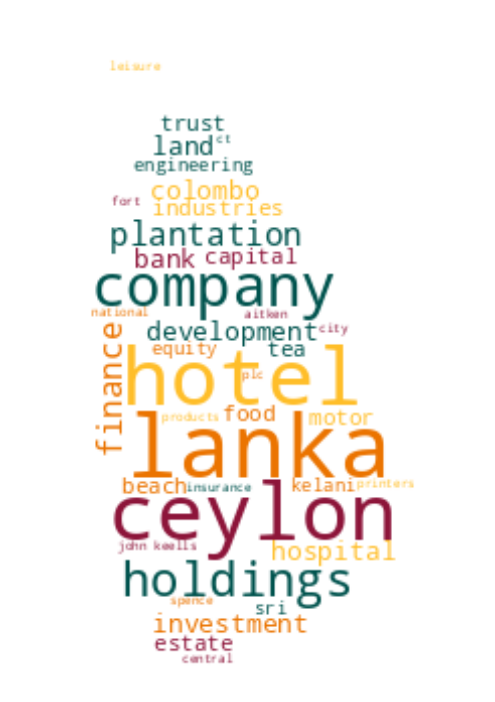 leisure
trust
land ct
engineering
colombo
fort industries
plantation
bank capital
company
national aitken
development city
equity tea
finance
hotel
plc
products food motor
lanka
beach insurance kelani printers
ceylon
john keells hospital
holdings
spence sri
investment
estate
central